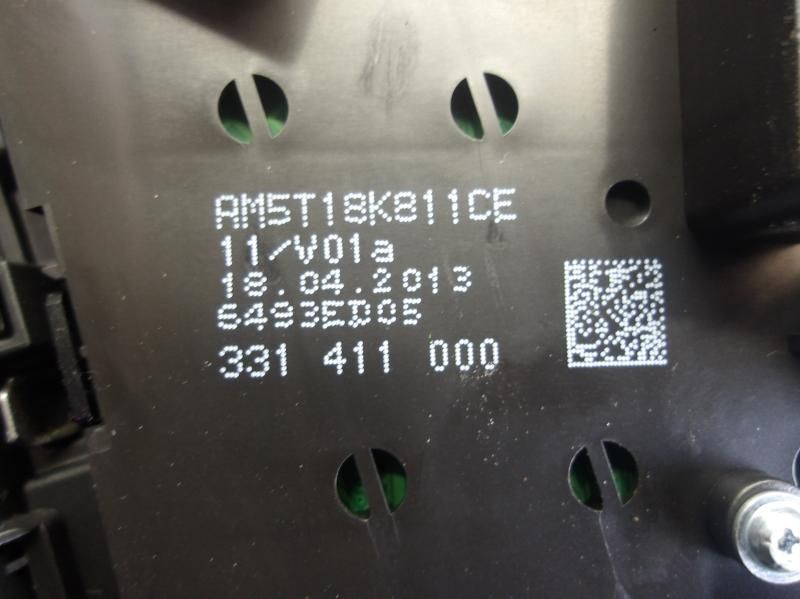 AM5T18K811CE
11/V01a
18.04.2013
6493ED05
331 411 000